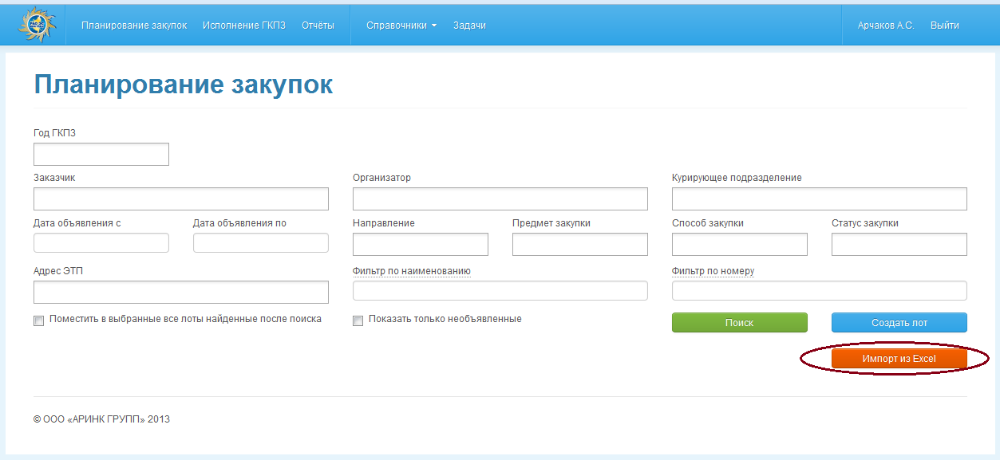 Планирование закупок Исполнение ГКПЗ Отчёты Справочники Задачи Арчаков А.С. Выйти
Планирование закупок
Год ГКПЗ
Заказчик Организатор Курирующее подразделение
Дата объявления с Дата объявления по Направление Предмет закупки Способ закупки Статус закупки
Адрес ЭТП Фильтр по наименованию Фильтр по номеру
Поместить в выбранные все лоты найденные после поиска Показать только необъявленные Поиск Создать лот
Импорт из Excel
© ООО «АРИНК ГРУПП» 2013